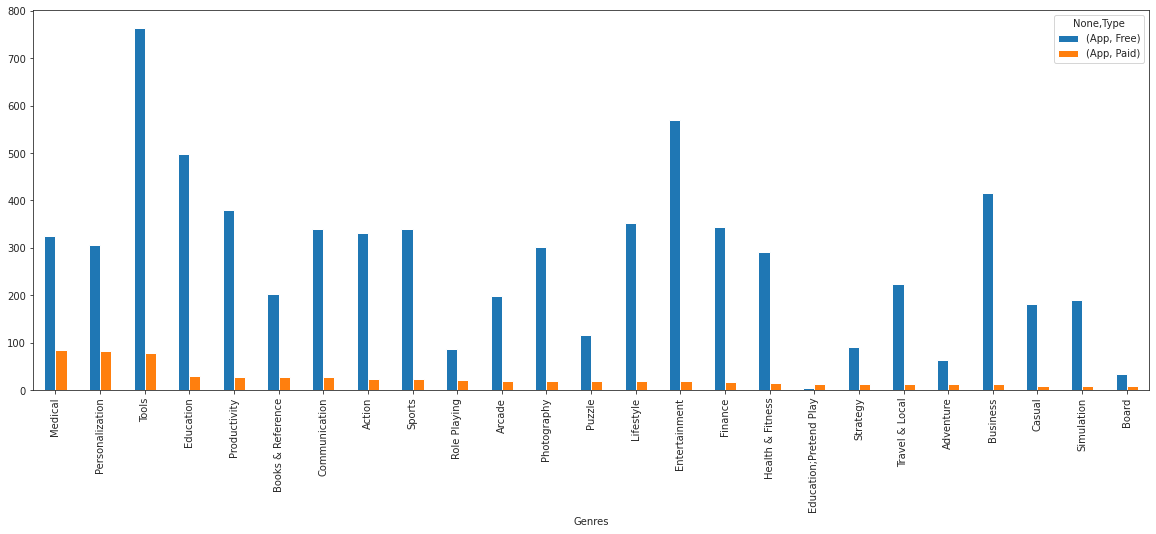 800
700
600
500
400
300
200
100
0
None,Type
(App, Free)
(App, Paid)
Medical
Personalization
Tools
Education
Productivity
Books & Reference
Communication
Action
Sports
Role Playing
Arcade
Photography
Puzzle
Lifestyle
Entertainment
Finance
Health & Fitness
Education;Pretend Play
Strategy
Travel & Local
Adventure
Business
Casual
Simulation
Board
Genres